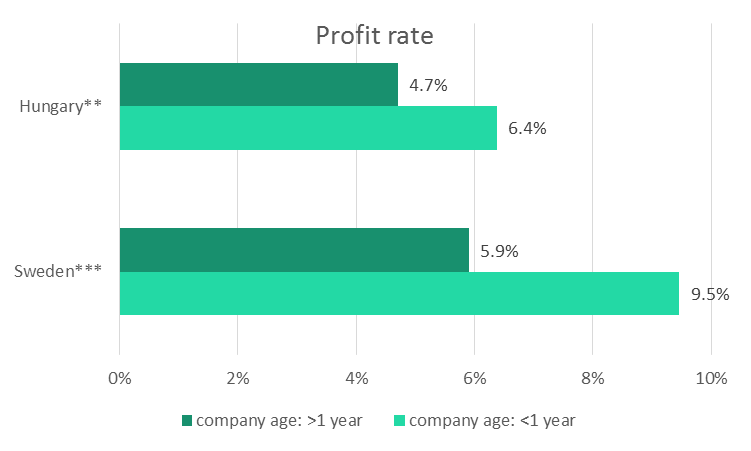 Profit rate
Hungary**
4.7%
6.4%
Sweden***
5.9%
9.5%
0%
2%
4%
6%
8%
10%
company age: >1 year
company age: <1 year